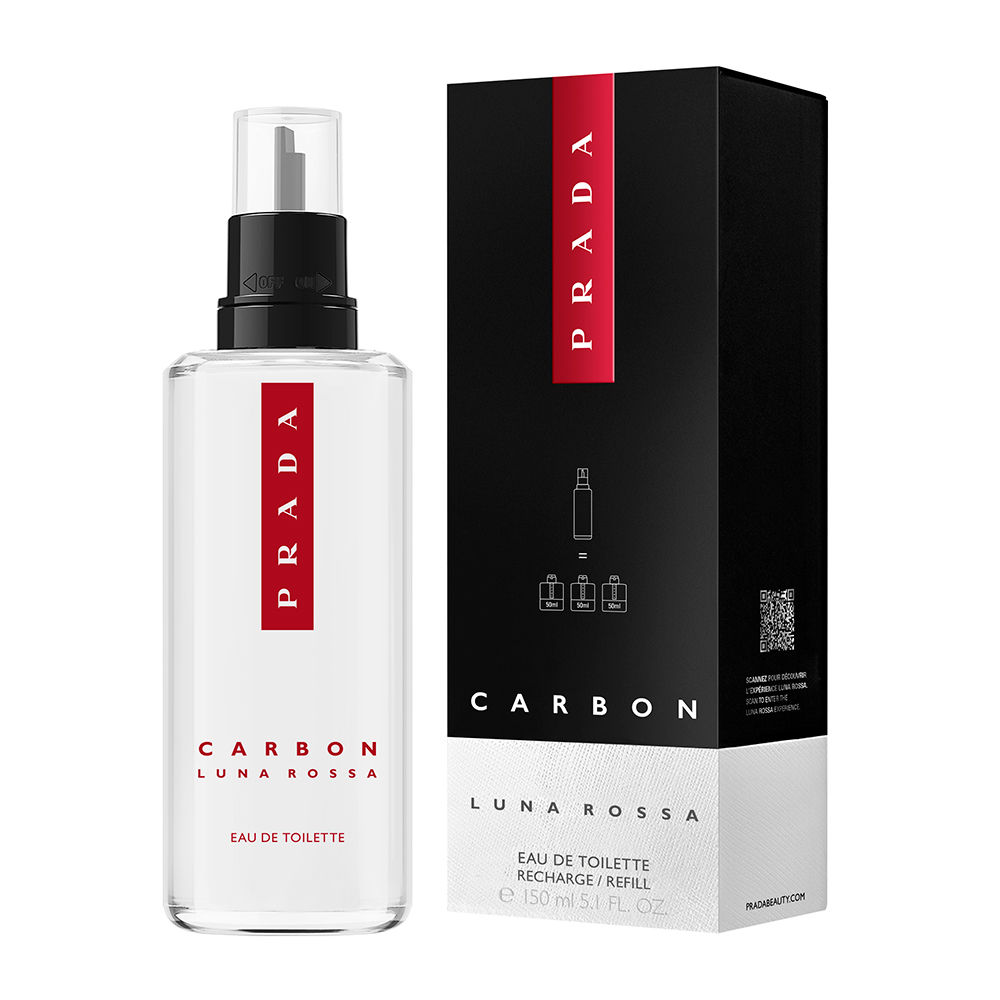 OFF ON
PRADA
CARBON
LUNA ROSSA
EAU DE TOILETTE
PRADA
=
50ml 50ml 50ml
CARBON
LUNA ROSSA
EAU DE TOILETTE
RECHARGE / REFILL
℮ 150 ml 5.1 FL. OZ.
SCANNEZ POUR DÉCOUVRIR
L'EXPÉRIENCE LUNA ROSSA.
SCAN TO ENTER THE
LUNA ROSSA EXPERIENCE.
PRADABEAUTY.COM